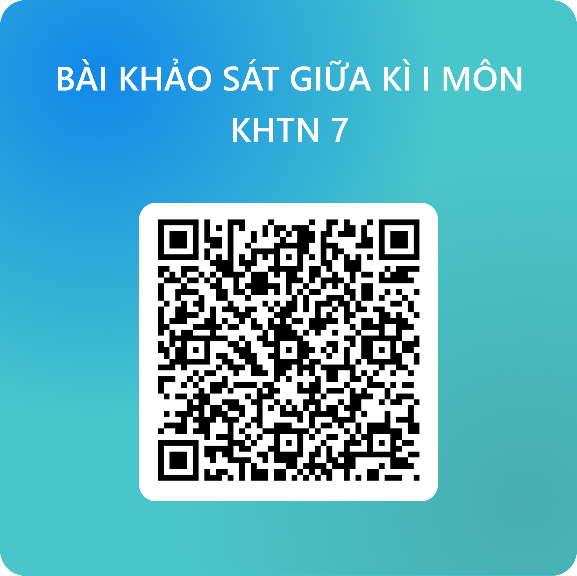 BÀI KHẢO SÁT GIỮA KÌ I MÔN
KHTN 7